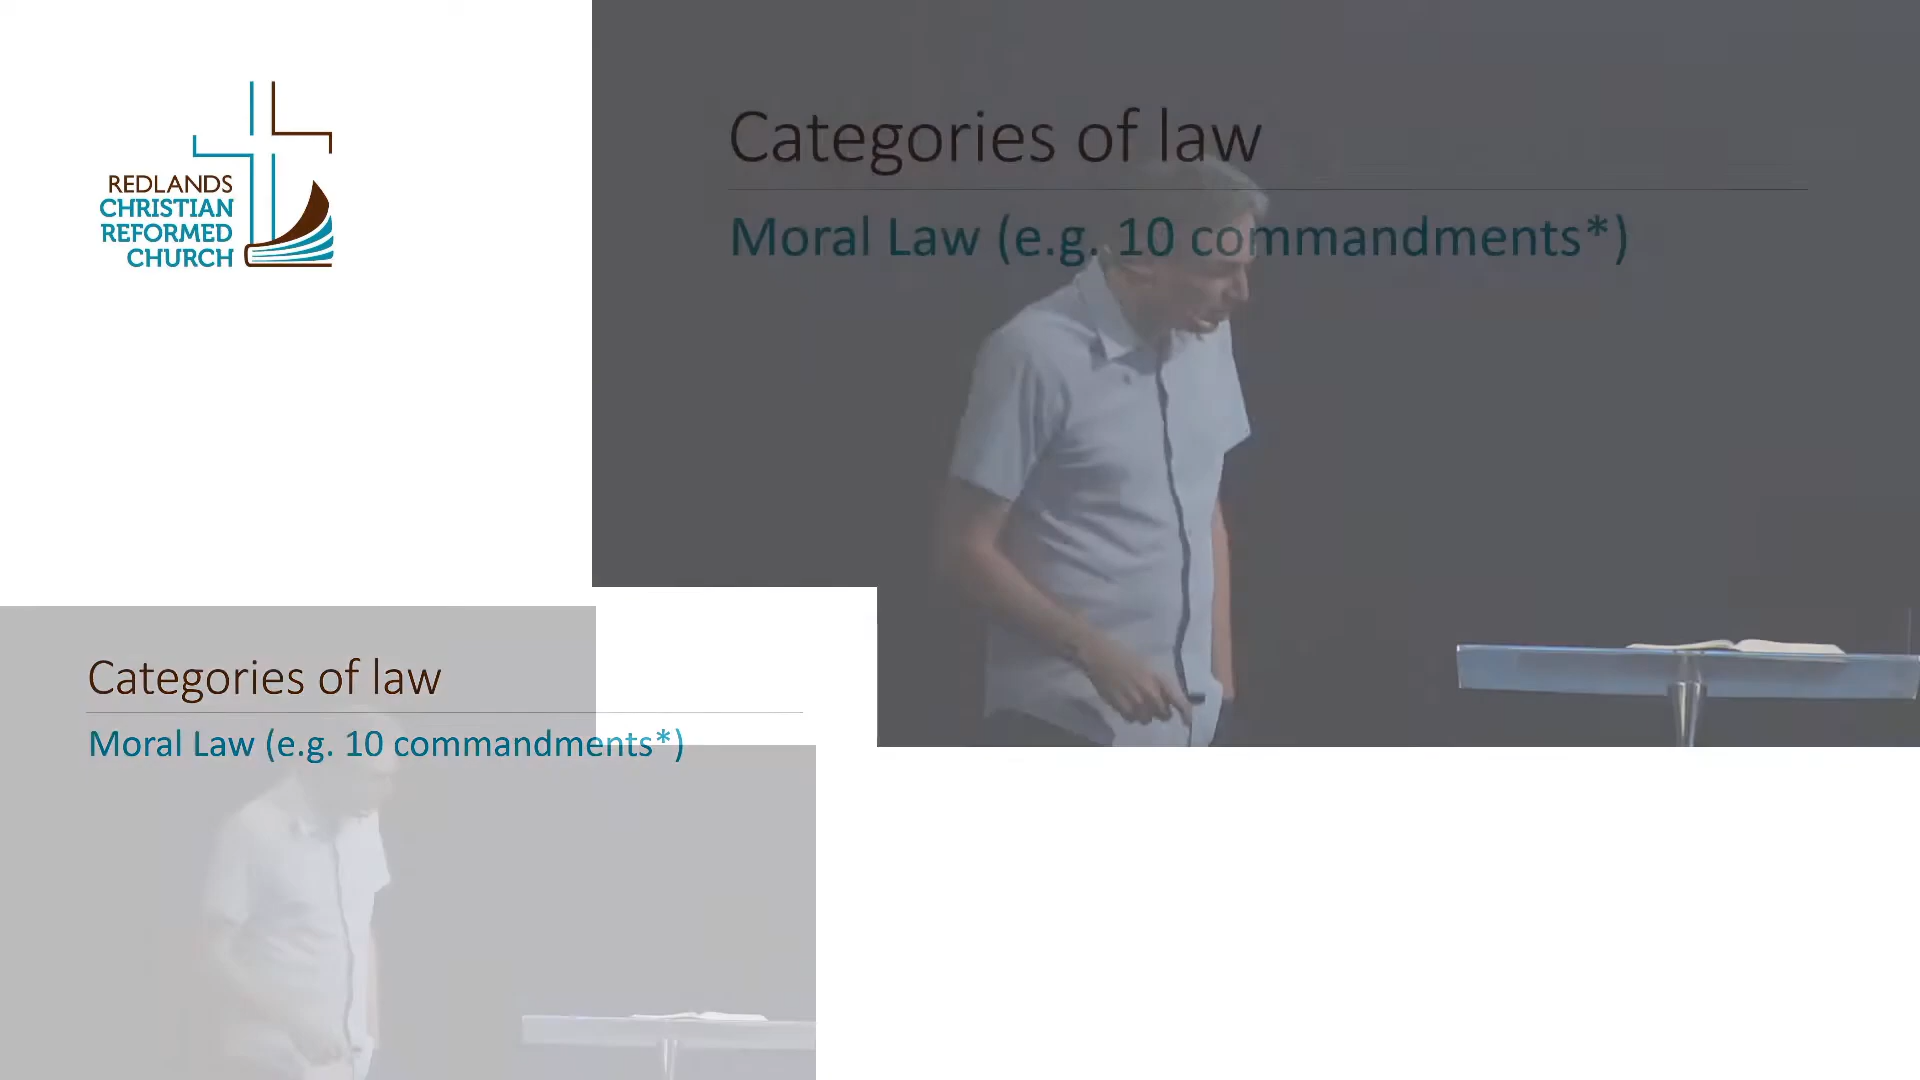 REDLANDS
CHRISTIAN
REFORMED
CHURCH
Categories of law
Moral Law (e.g. 10 commandments*)
Categories of law
Moral Law (e.g. 10 commandments*)